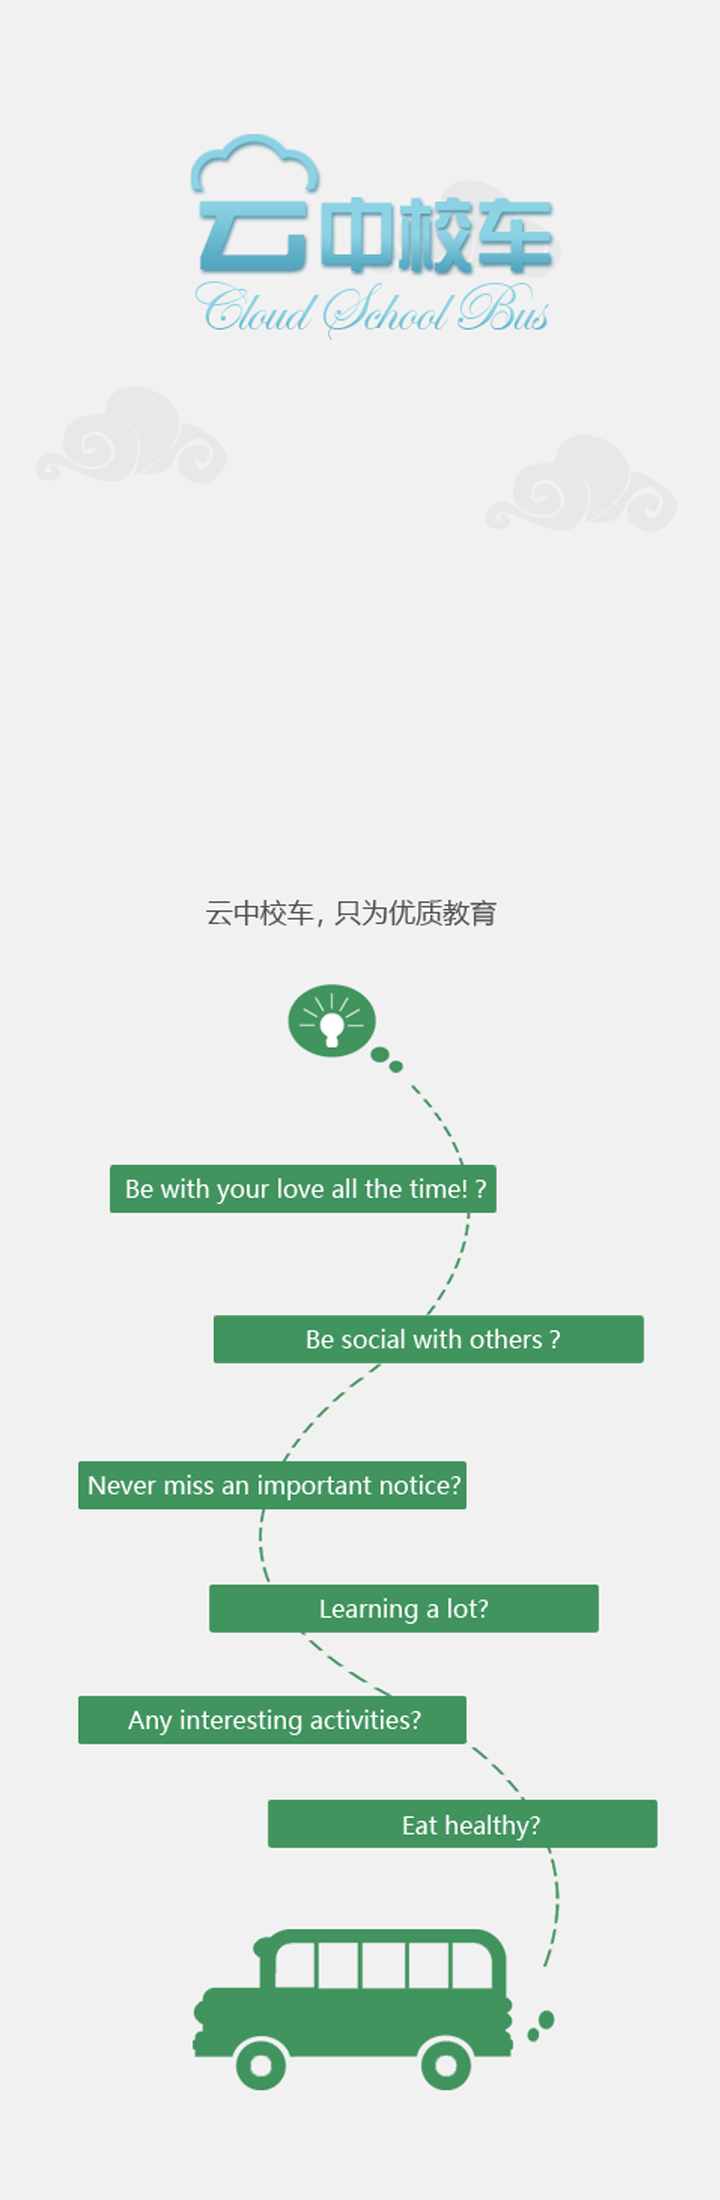 云中校车
Cloud School Bus
云中校车，只为优质教育
Be with your love all the time! ?
Be social with others ?
Never miss an important notice?
Learning a lot?
Any interesting activities?
Eat healthy?